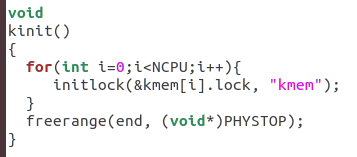 void
kinit()
{
  for(int i=0;i<NCPU;i++){
     initlock(&kmem[i].lock, "kmem");
  }
  freerange(end, (void*)PHYSTOP);
}